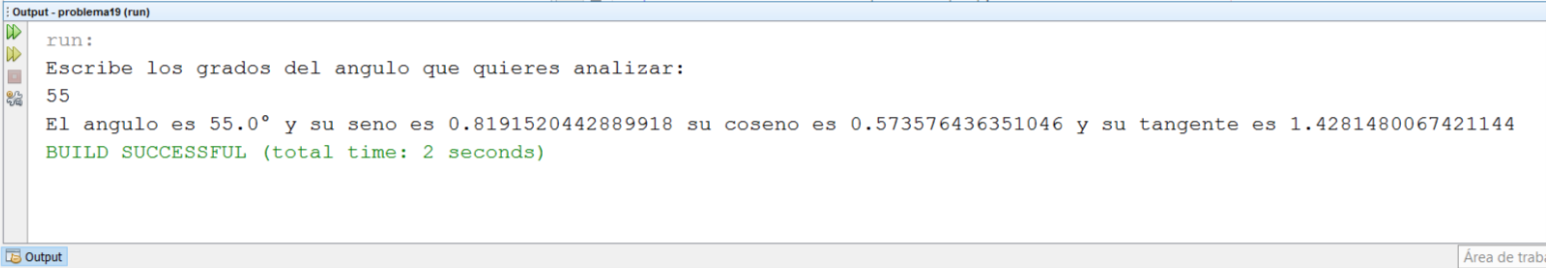 Output - problema19 (run)
run:
Escribe los grados del angulo que quieres analizar:
55
El angulo es 55.0° y su seno es 0.8191520442889918 su coseno es 0.573576436351046 y su tangente es 1.4281480067421144
BUILD SUCCESSFUL (total time: 2 seconds)
Output
Área de trab